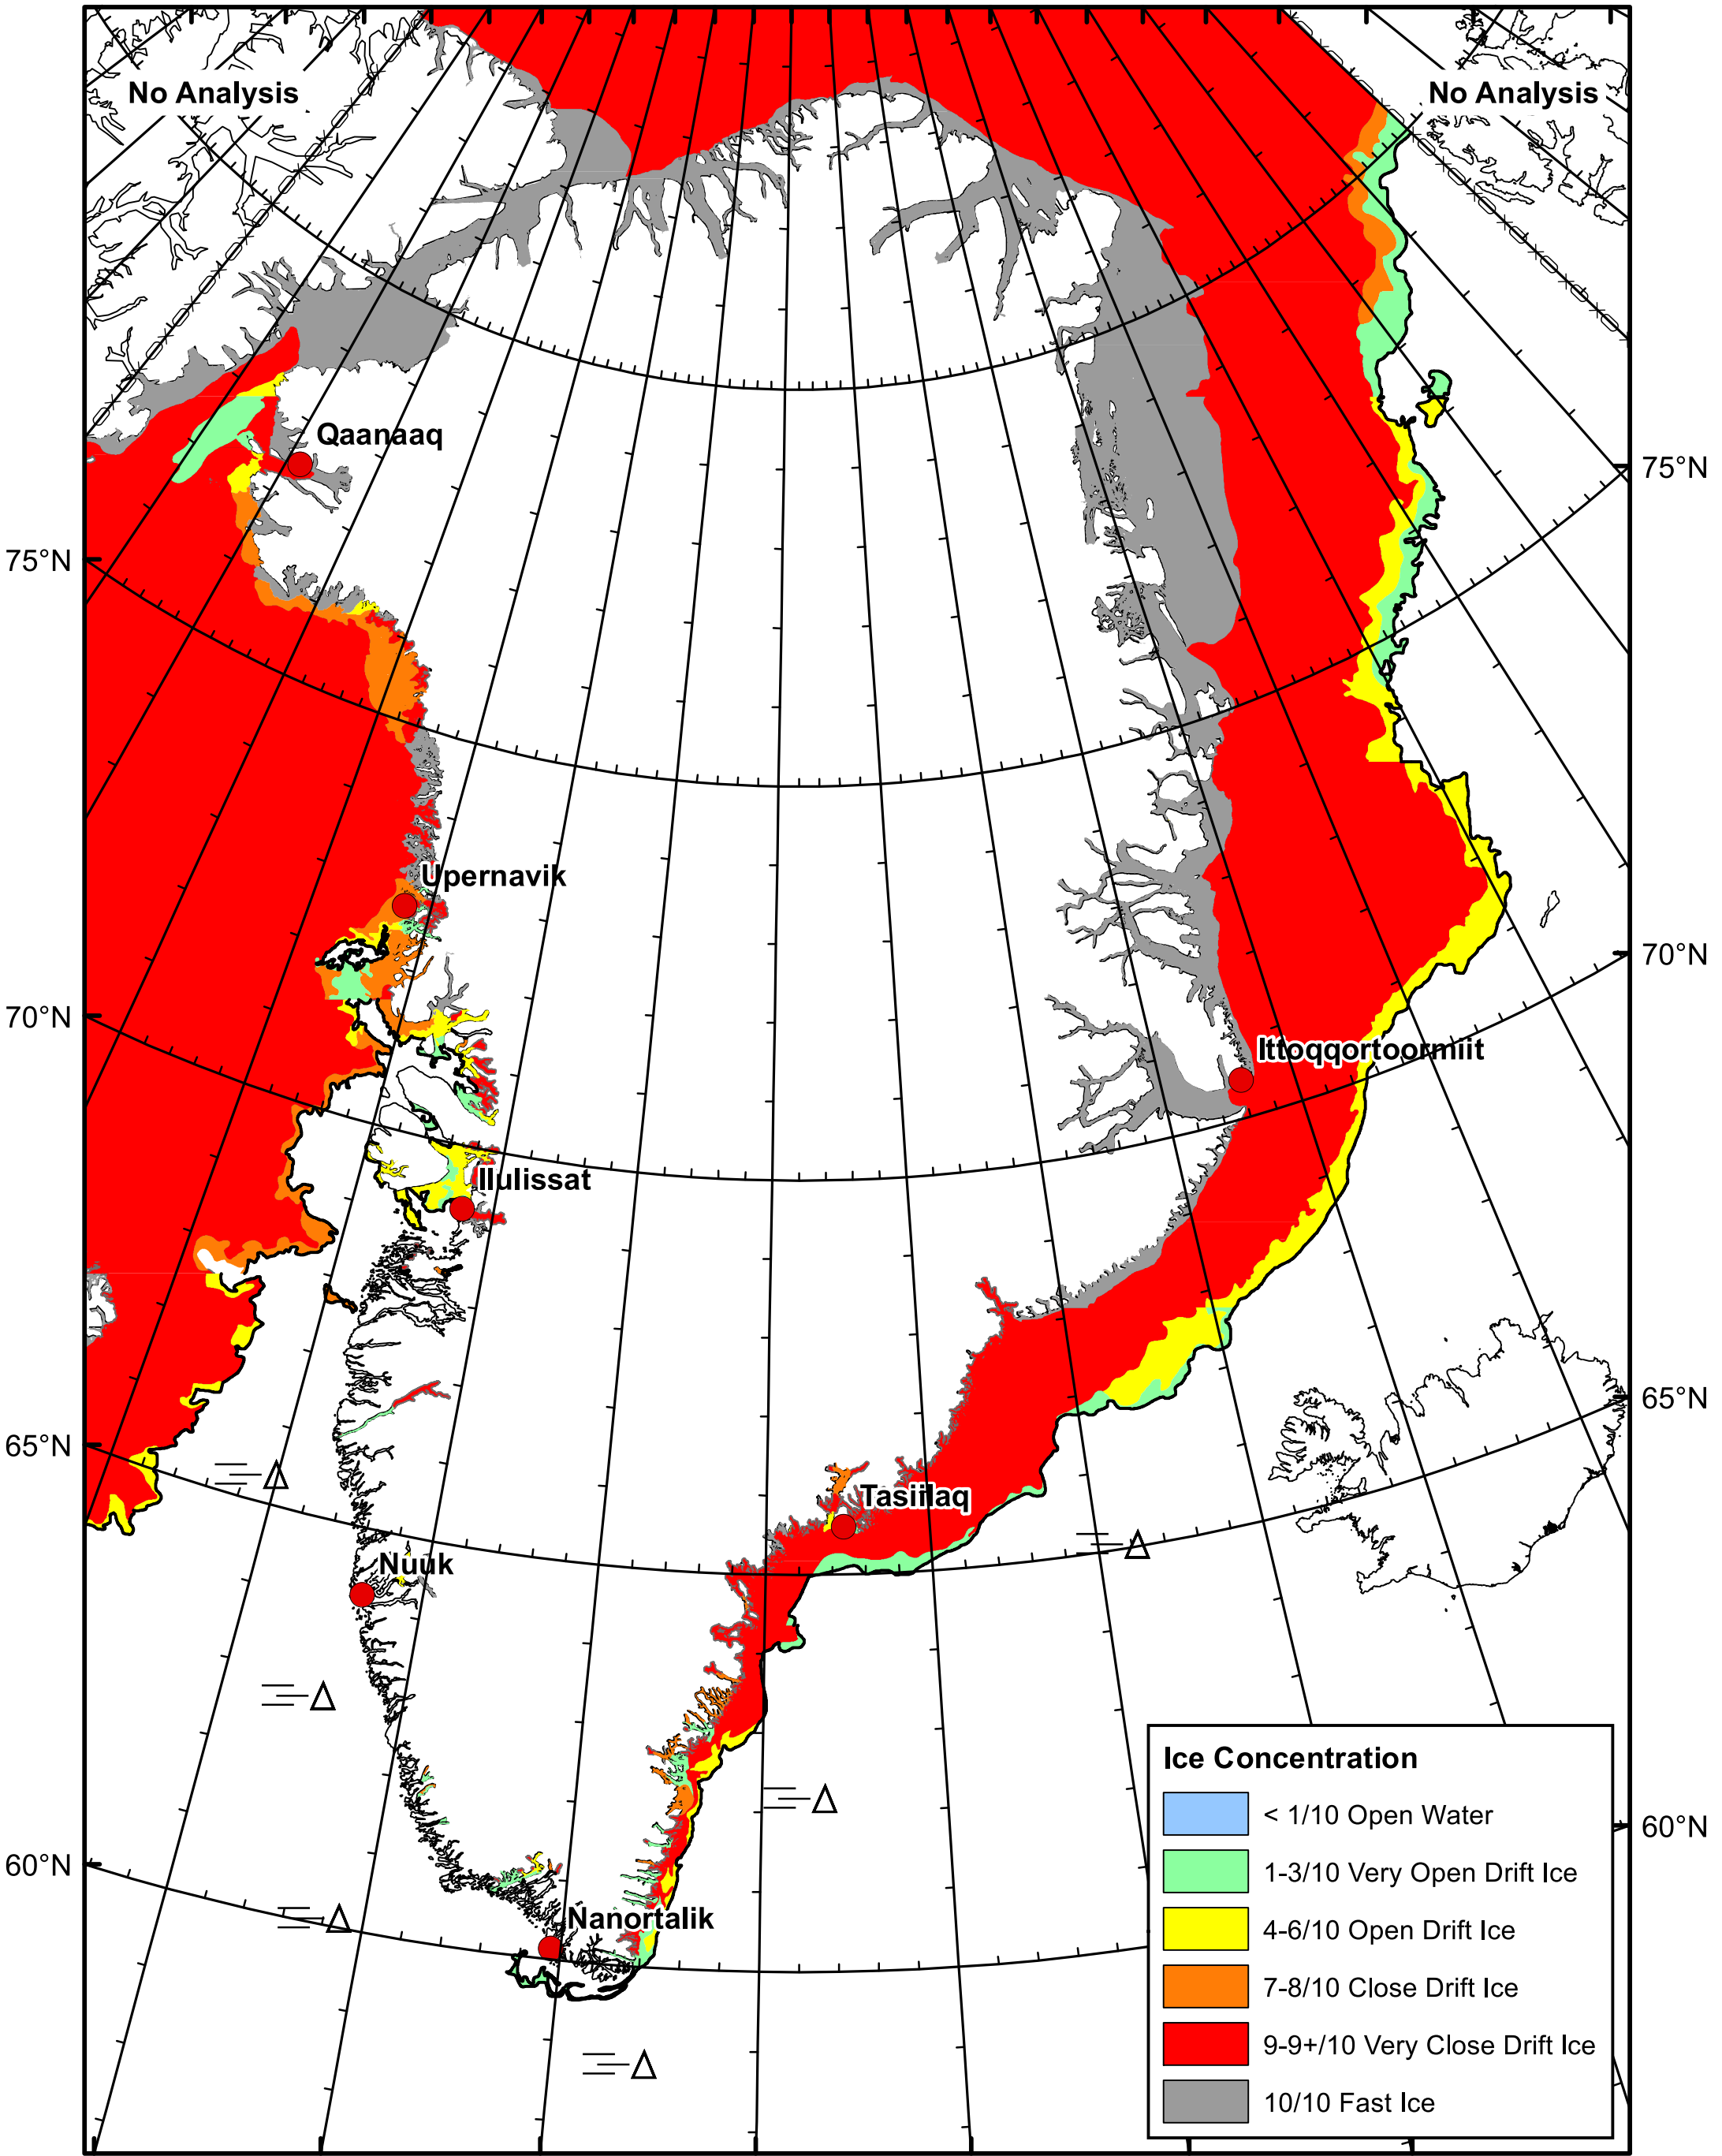 No Analysis
No Analysis
Qaanaaq
75°N
75°N
Upernavik
70°N
70°N
Ittoqqortoormiit
Ilulissat
65°N
65°N
Tasiilaq
Nuuk
60°N
60°N
Nanortalik
Ice Concentration
< 1/10 Open Water
1-3/10 Very Open Drift Ice
4-6/10 Open Drift Ice
7-8/10 Close Drift Ice
9-9+/10 Very Close Drift Ice
10/10 Fast Ice